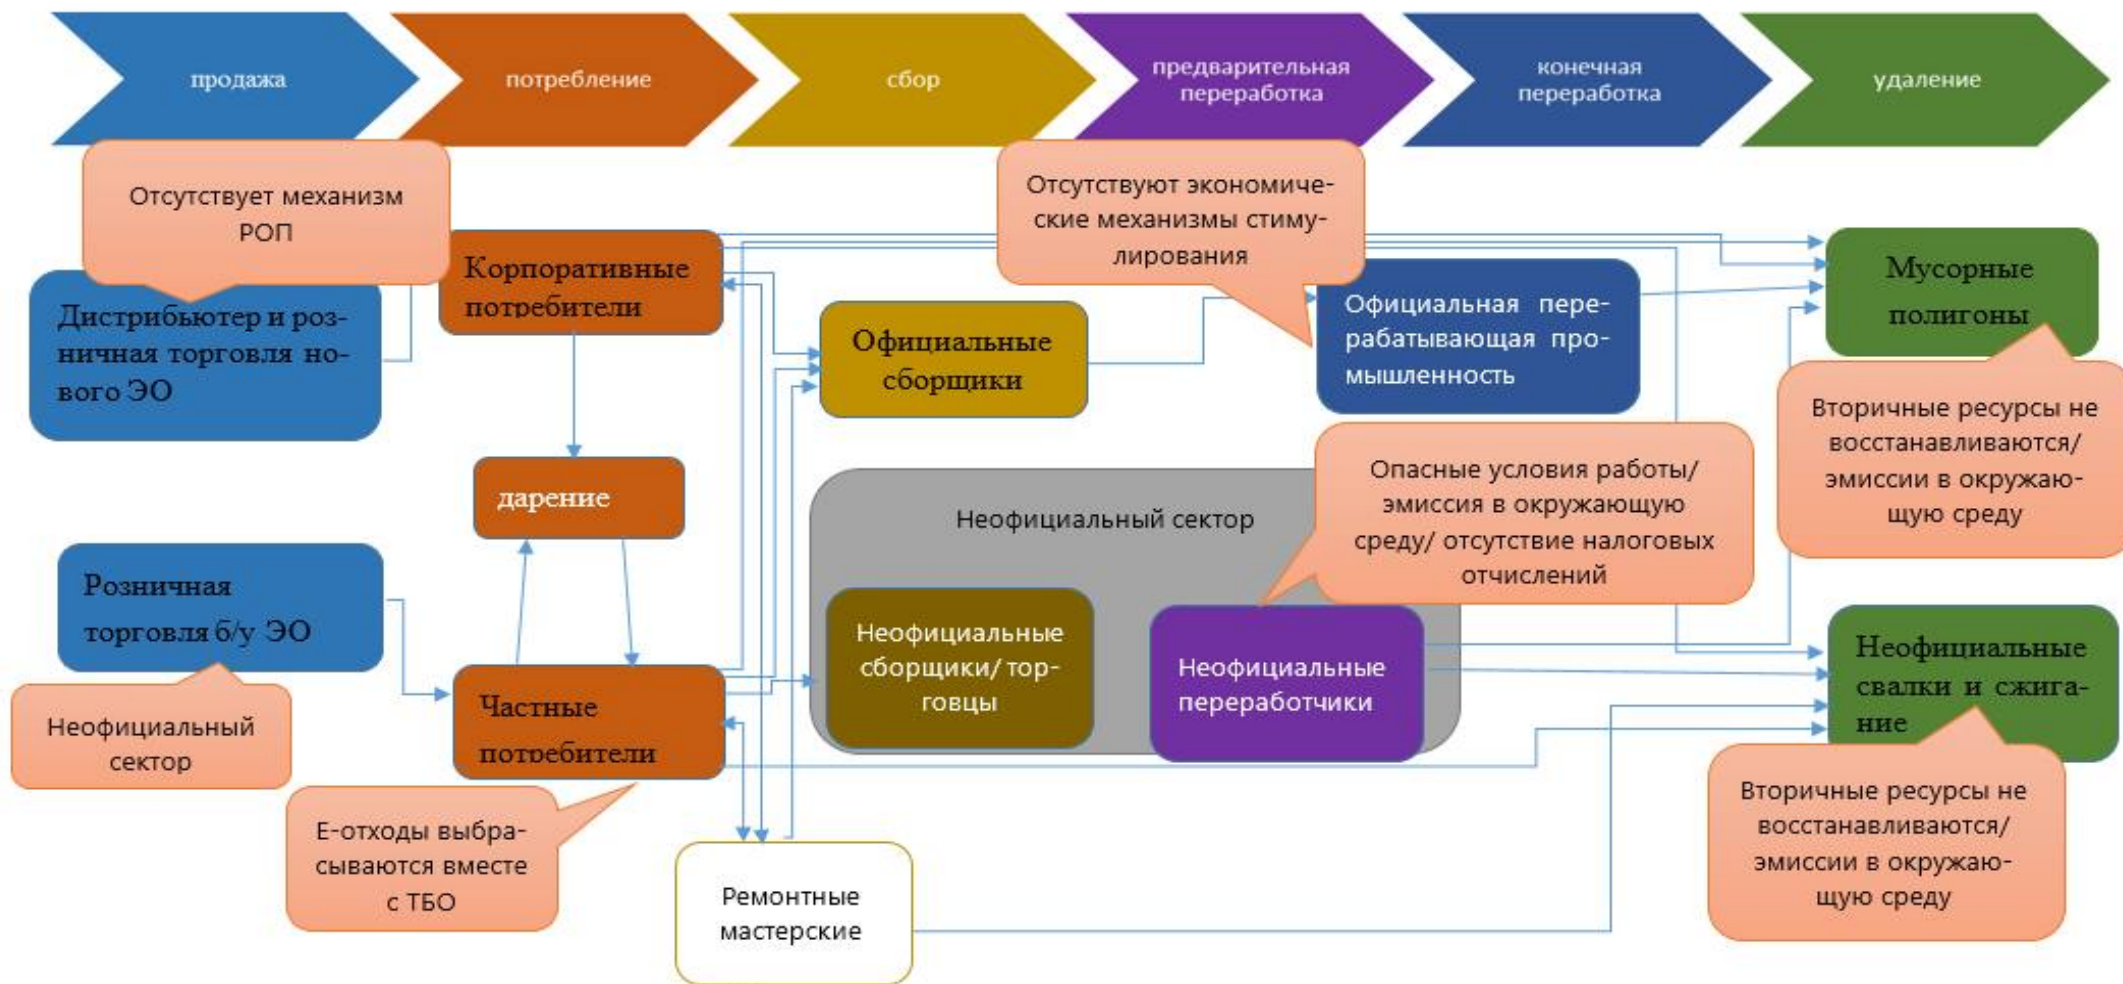 продажа
потребление
сбор
предварительная
переработка
конечная
переработка
удаление
Отсутствует механизм
РОП
Отсутствуют экономиче-
ские механизмы стиму-
лирования
Дистрибьютер и роз-
ничная торговля но-
вого ЭО
Корпоративные
потребители
Официальные
сборщики
Официальная пере-
рабатывающая про-
мышленность
Мусорные
полигоны
Вторичные ресурсы не
восстанавливаются/
эмиссии в окружаю-
щую среду
дарение
Неофициальный сектор
Опасные условия работы/
эмиссия в окружающую
среду/ отсутствие налоговых
отчислений
Розничная
торговля б/у ЭО
Неофициальный
сектор
Частные
потребители
Неофициальные
сборщики/ тор-
говцы
Неофициальные
переработчики
Неофициальные
свалки и сжига-
ние
Вторичные ресурсы не
восстанавливаются/
эмиссии в окружаю-
щую среду
Е-отходы выбра-
сываются вместе
с ТБО
Ремонтные
мастерские